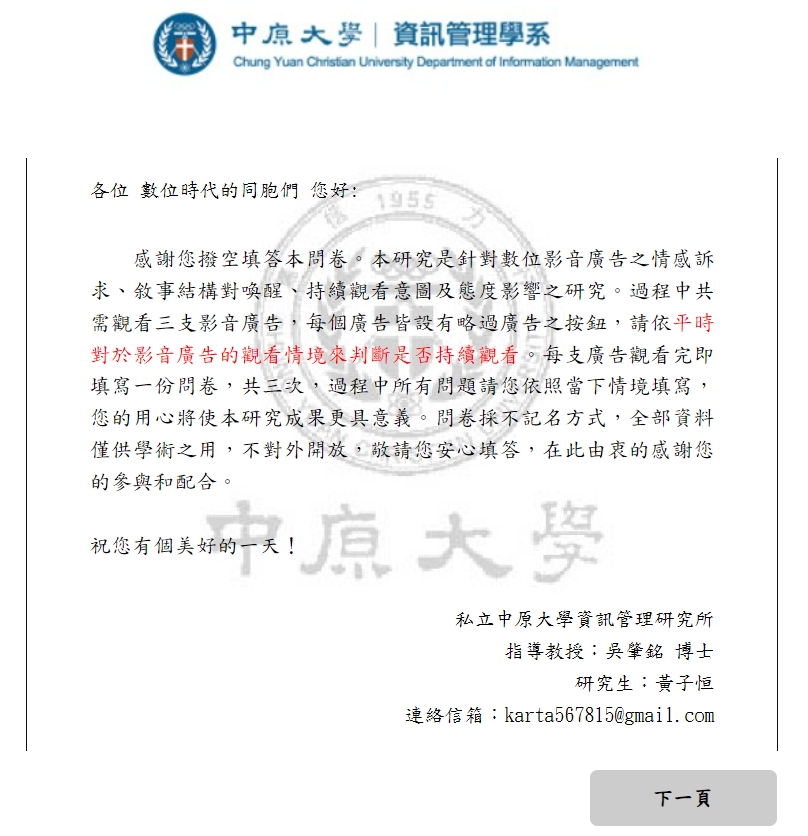 中原大學 | 資訊管理學系
Chung Yuan Christian University Department of Information Management
各位 數位時代的同胞們 您好:
感謝您撥空填答本問卷。本研究是針對數位影音廣告之情感訴
求、敘事結構對喚醒、持續觀看意圖及態度影響之研究。過程中共
需觀看三支影音廣告，每個廣告皆設有略過廣告之按鈕，請依平時
對於影音廣告的觀看情境來判斷是否持續觀看。每支廣告觀看完即
填寫一份問卷，共三次，過程中所有問題請您依照當下情境填寫，
您的用心將使本研究成果更具意義。問卷採不記名方式，全部資料
僅供學術之用，不對外開放，敬請您安心填答，在此由衷的感謝您
的參與和配合。
祝您有個美好的一天！
私立中原大學資訊管理研究所
指導教授：吳肇銘 博士
研究生：黃子恒
連絡信箱：karta567815@gmail.com
1955
中原大學
下一頁